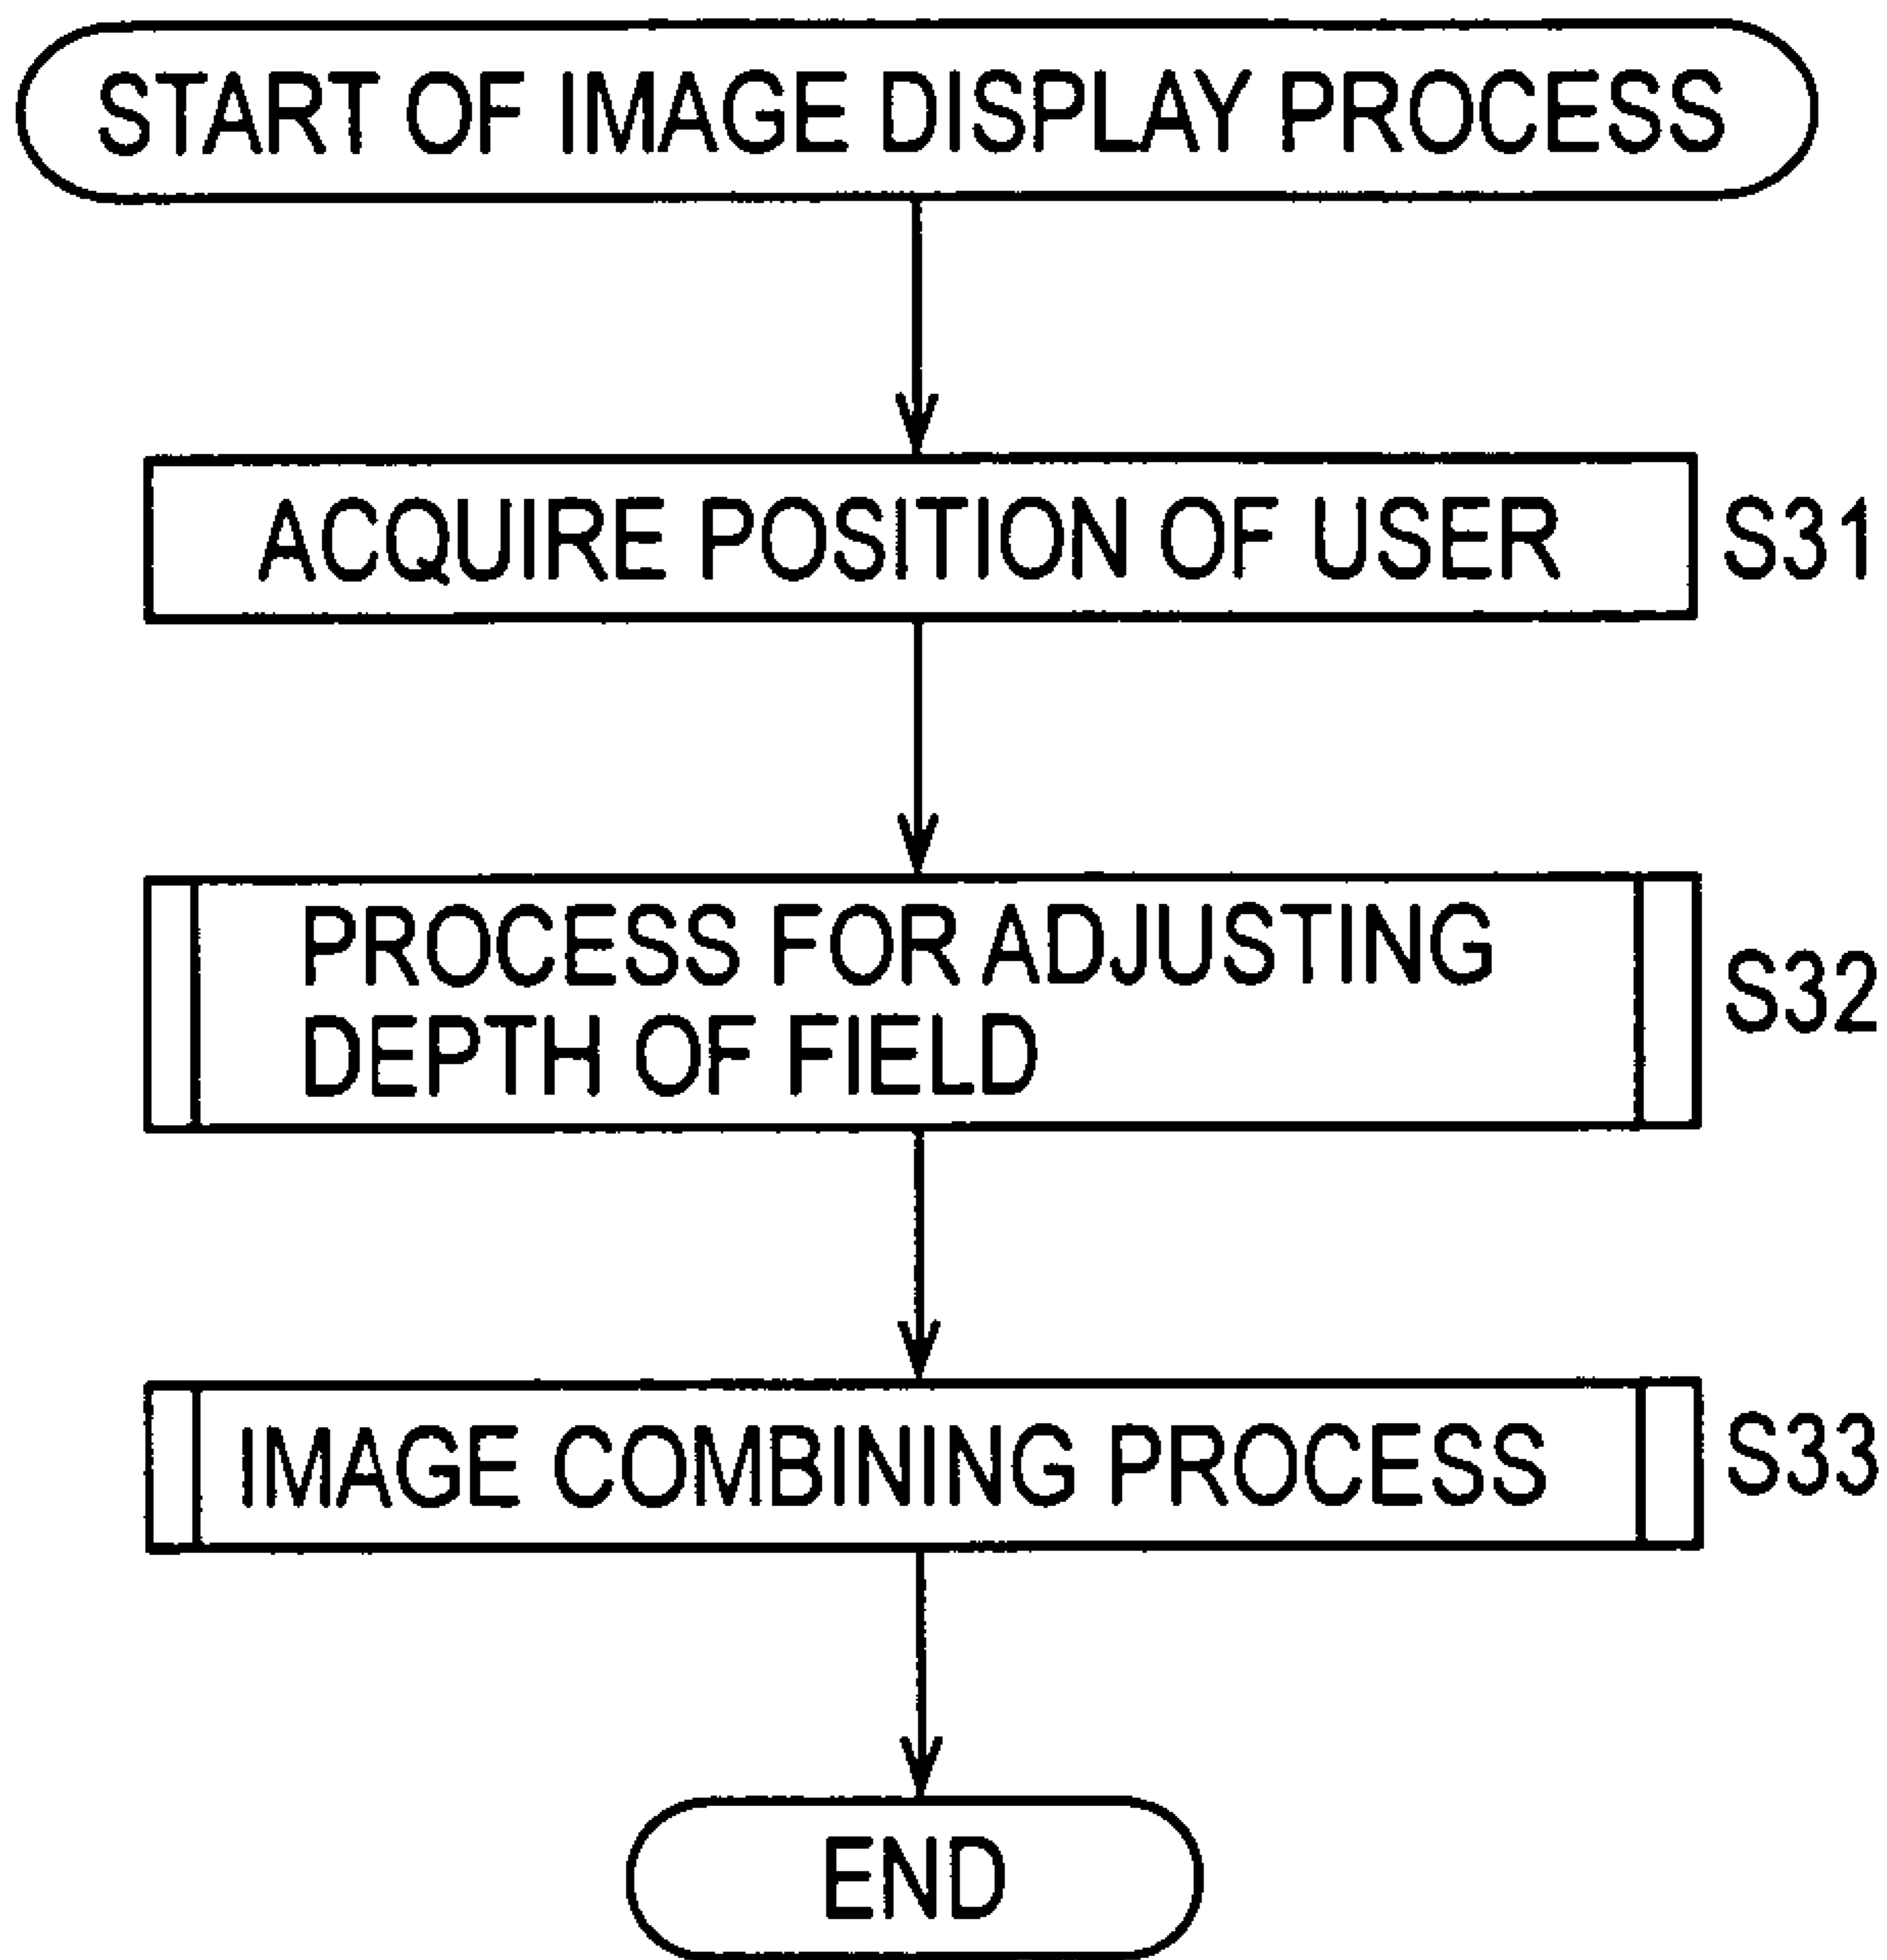 START OF IMAGE DISPLAY PROCESS
ACQUIRE POSITION OF USER S31
PROCESS FOR ADJUSTING
DEPTH OF FIELD
S32
IMAGE COMBINING PROCESS S33
END